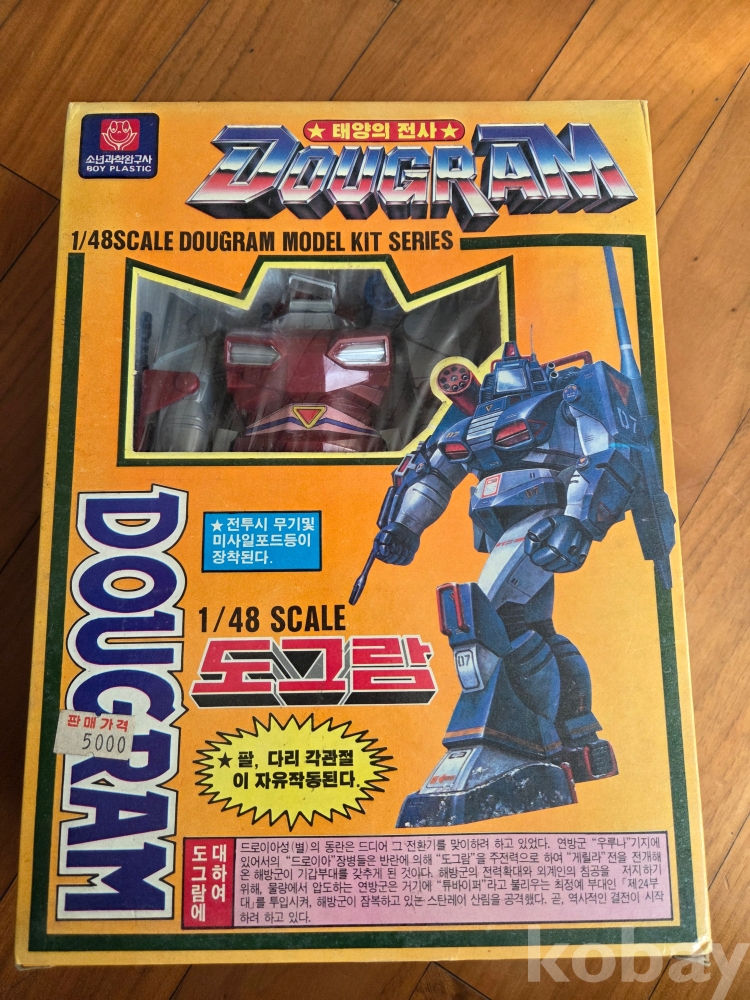 소년과학완구사
BOY PLASTIC
★ 태양의 전사 ★
DOUGRAM
1/48SCALE DOUGRAM MODEL KIT SERIES
07
07
DOUGRAM
★ 전투시 무기및
미사일포드등이
장착된다.
1/48 SCALE
도그람
07
판매가격
5000
★ 팔, 다리 각관절
이 자유작동된다.
도그람에
대하여
드로이아성(별)의 동란은 드디어 그 전환기를 맞이하려 하고 있었다. 연방군 "우루나"기지에
있어서의 "드로이아"장병들은 반란에 의해 "도그람"을 주전력으로 하여 "게릴라"전을 전개해
온 해방군이 기갑부대를 갖추게 된 것이다. 해방군의 전력확대와 외계인의 침공을 저지하기
위해, 물량에서 압도하는 연방군은 거기에 「튜바이퍼」라고 불리우는 최정예 부대인 「제24부
대」를 투입시켜, 해방군이 잠복하고 있는 스탄레이 산림을 공격했다. 곧, 역사적인 결전이 시작
하려 하고 있다.
kobay